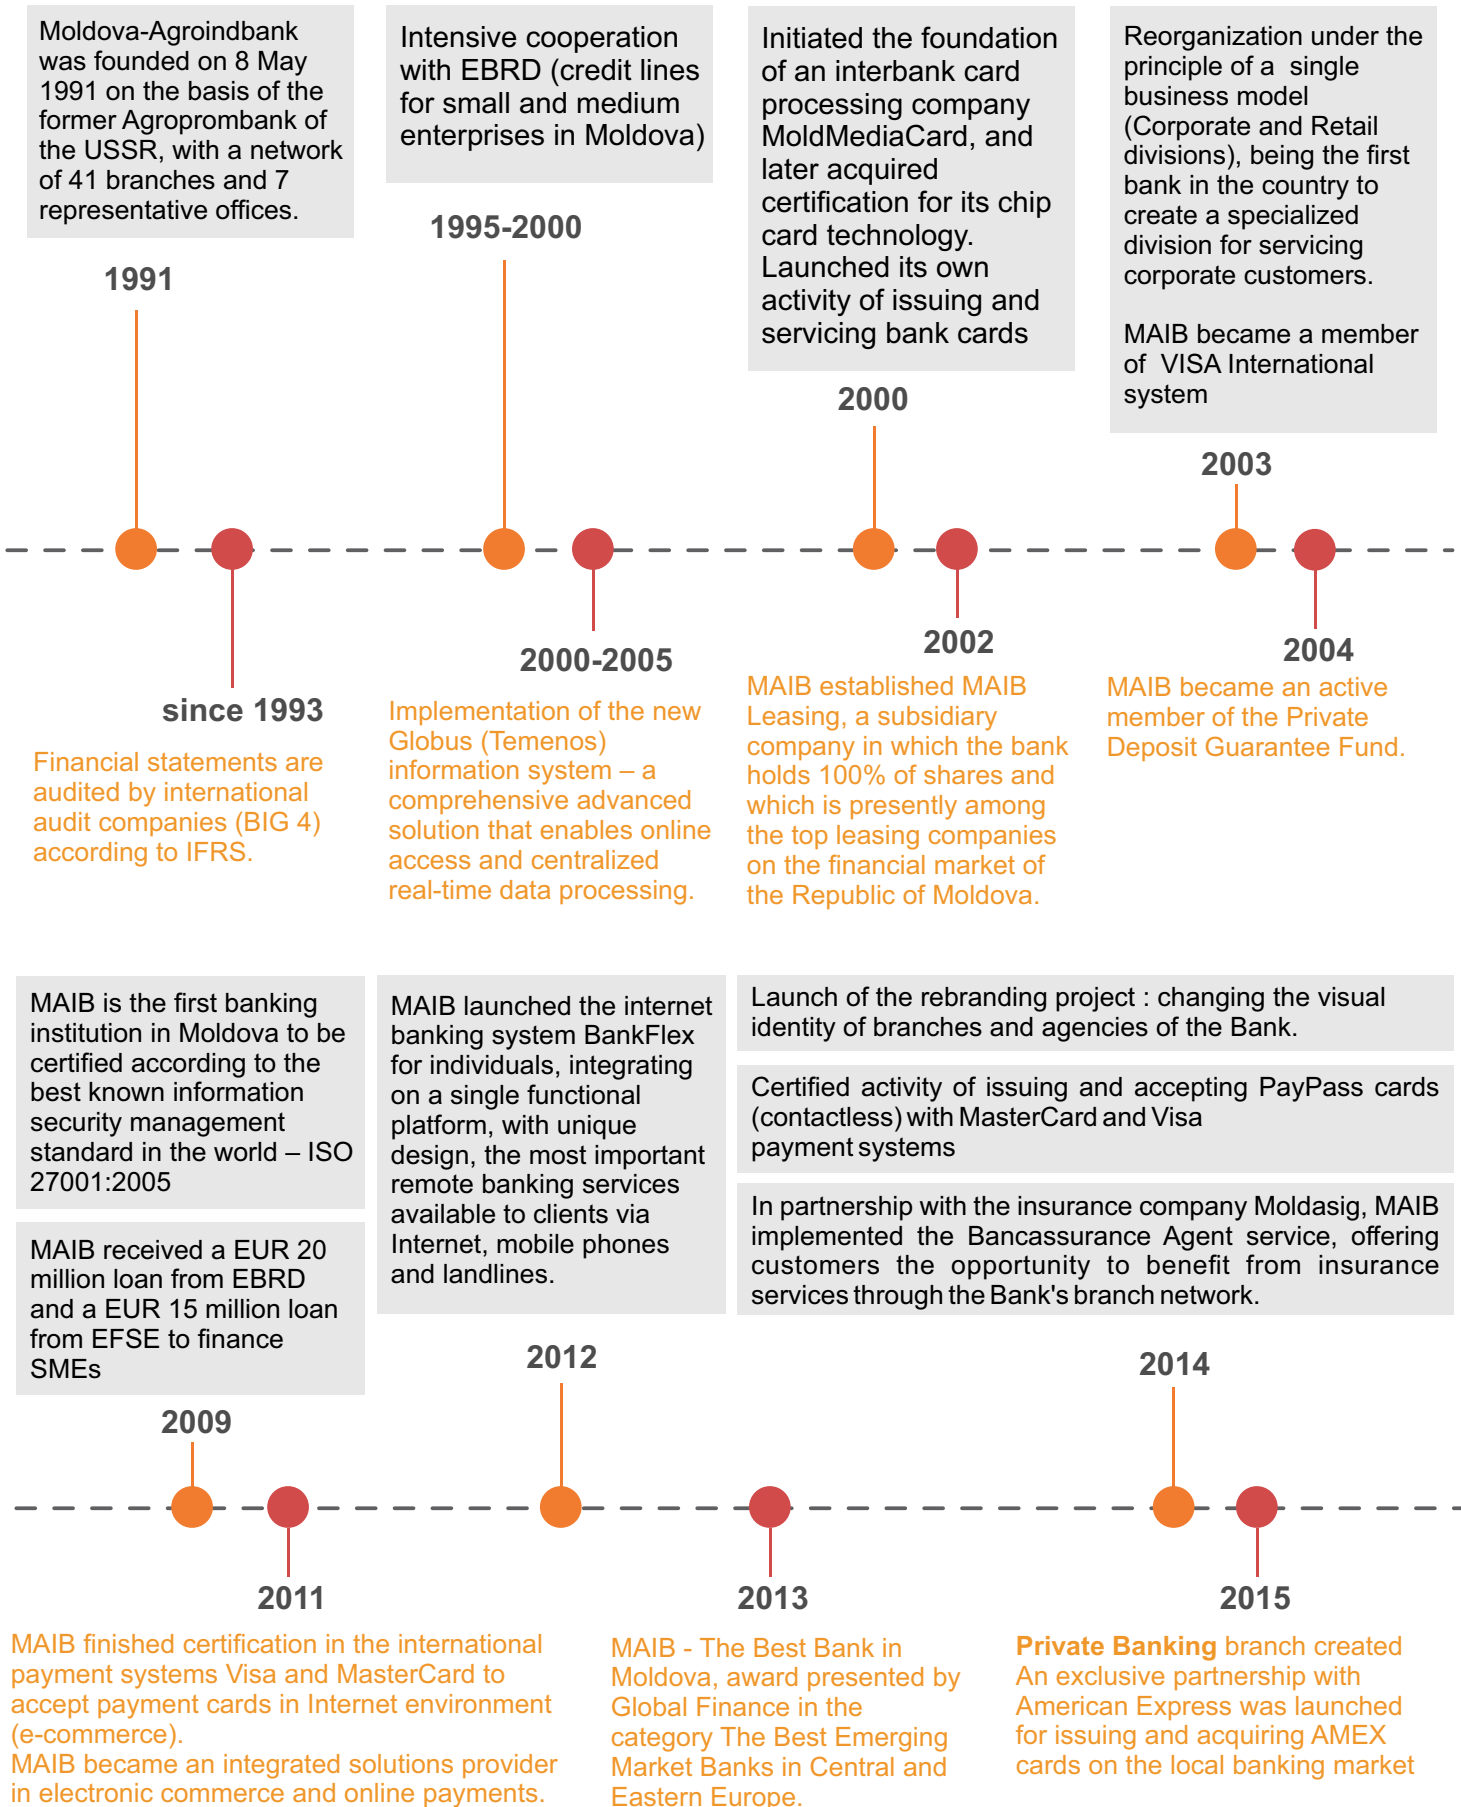 Moldova-Agroindbank
was founded on 8 May
1991 on the basis of the
former Agroprombank of
the USSR, with a network
of 41 branches and 7
representative offices.
1991
Intensive cooperation
with EBRD (credit lines
for small and medium
enterprises in Moldova)
1995-2000
Initiated the foundation
of an interbank card
processing company
MoldMediaCard, and
later acquired
certification for its chip
card technology.
Launched its own
activity of issuing and
servicing bank cards
2000
Reorganization under the
principle of a single
business model
(Corporate and Retail
divisions), being the first
bank in the country to
create a specialized
division for servicing
corporate customers.
MAIB became a member
of VISA International
system
2003
since 1993
Financial statements are
audited by international
audit companies (BIG 4)
according to IFRS.
2000-2005
Implementation of the new
Globus (Temenos)
information system – a
comprehensive advanced
solution that enables online
access and centralized
real-time data processing.
2002
MAIB established MAIB
Leasing, a subsidiary
company in which the bank
holds 100% of shares and
which is presently among
the top leasing companies
on the financial market of
the Republic of Moldova.
2004
MAIB became an active
member of the Private
Deposit Guarantee Fund.
MAIB is the first banking
institution in Moldova to be
certified according to the
best known information
security management
standard in the world – ISO
27001:2005
MAIB received a EUR 20
million loan from EBRD
and a EUR 15 million loan
from EFSE to finance
SMEs
2009
MAIB launched the internet
banking system BankFlex
for individuals, integrating
on a single functional
platform, with unique
design, the most important
remote banking services
available to clients via
Internet, mobile phones
and landlines.
2012
Launch of the rebranding project : changing the visual
identity of branches and agencies of the Bank.
Certified activity of issuing and accepting PayPass cards
(contactless) with MasterCard and Visa
payment systems
In partnership with the insurance company Moldasig, MAIB
implemented the Bancassurance Agent service, offering
customers the opportunity to benefit from insurance
services through the Bank's branch network.
2014
2011
MAIB finished certification in the international
payment systems Visa and MasterCard to
accept payment cards in Internet environment
(e-commerce).
MAIB became an integrated solutions provider
in electronic commerce and online payments.
2013
MAIB - The Best Bank in
Moldova, award presented by
Global Finance in the
category The Best Emerging
Market Banks in Central and
Eastern Europe.
2015
Private Banking branch created
An exclusive partnership with
American Express was launched
for issuing and acquiring AMEX
cards on the local banking market